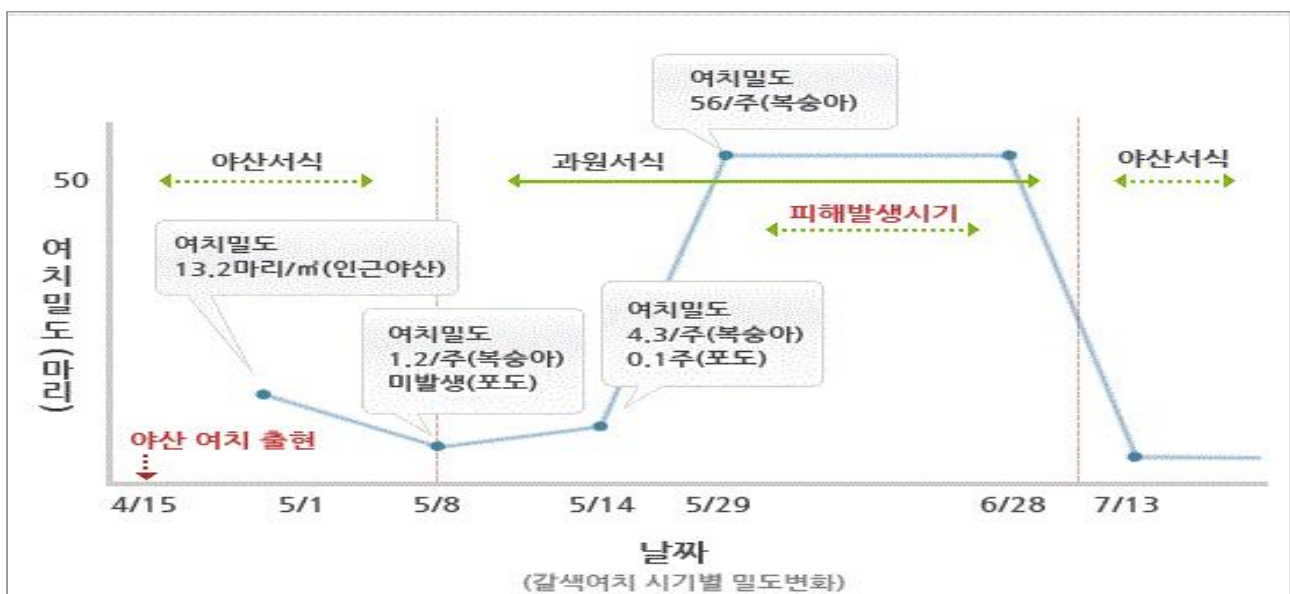 여치밀도
56/주(복숭아)
야산서식
과원서식
야산서식
50
피해발생시기
여치밀도
13.2마리/㎡(인근야산)
여치밀도(마리)
여치밀도
1.2/주(복숭아)
미발생(포도)
여치밀도
4.3/주(복숭아)
0.1주(포도)
야산 여치 출현
4/15
5/1
5/8
5/14
5/29
6/28
7/13
날짜
(갈색여치 시기별 밀도변화)